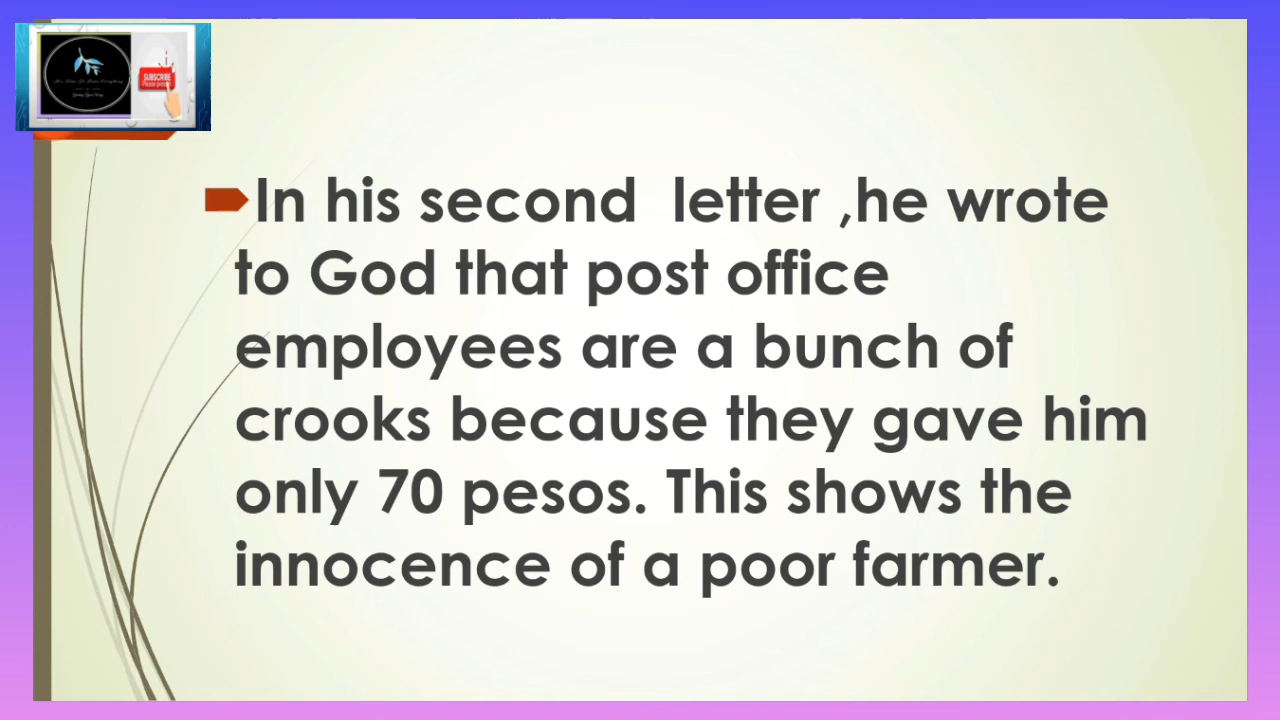 SUBSCRIBE
In his second  letter ,he wrote
to God that post office
employees are a bunch of
crooks because they gave him
only 70 pesos. This shows the
innocence of a poor farmer.